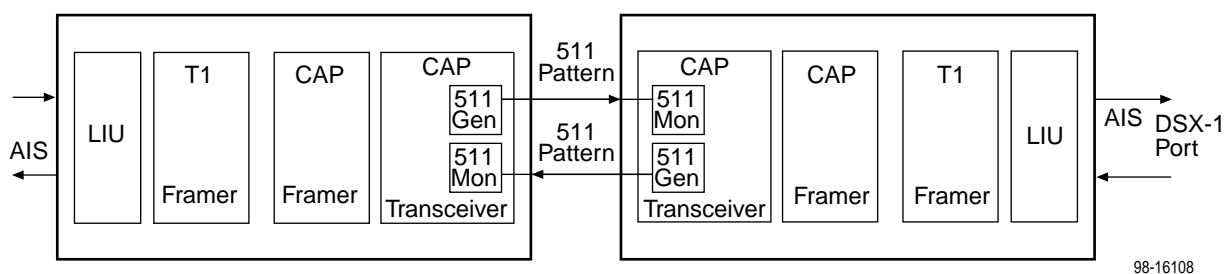 511
Pattern
511
Pattern
AIS
LIU
T1
Framer
CAP
Framer
CAP
511
Gen
511
Mon
Transceiver
CAP
511
Mon
511
Gen
Transceiver
CAP
Framer
T1
Framer
LIU
AIS
DSX-1
Port
98-16108